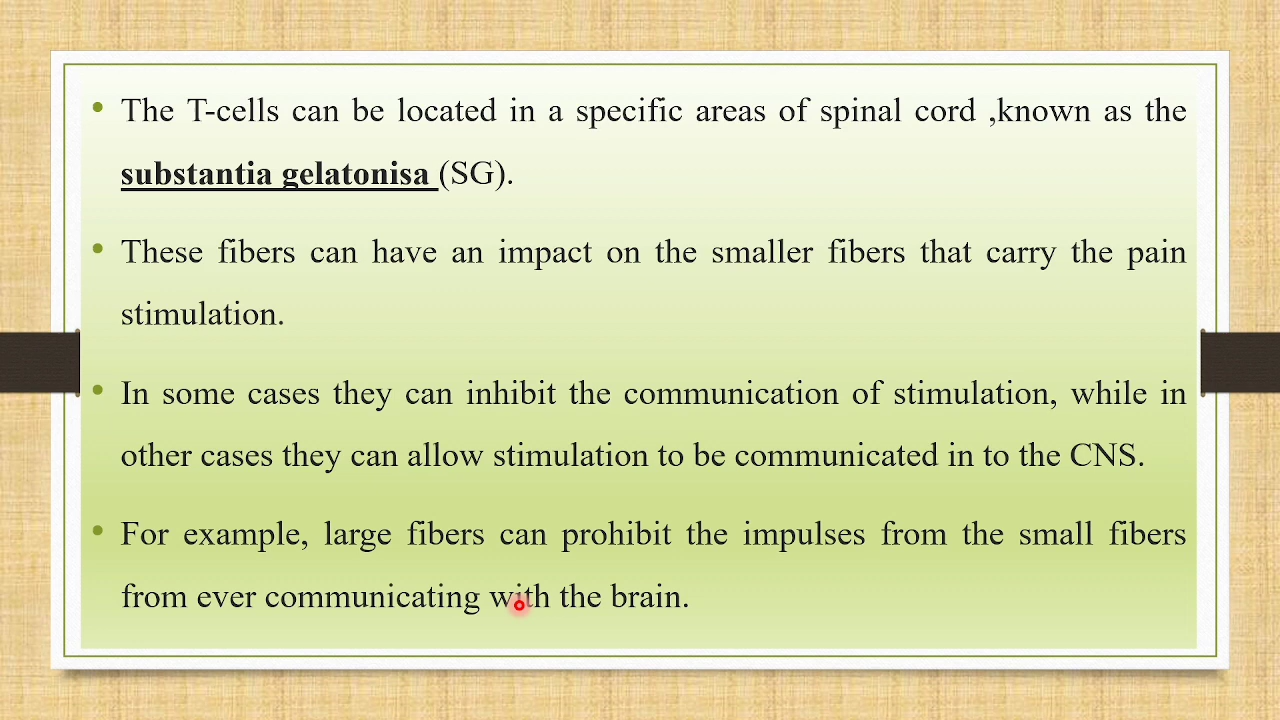 The T-cells can be located in a specific areas of spinal cord ,known as the
substantia gelatonisa (SG).
These fibers can have an impact on the smaller fibers that carry the pain
stimulation.
In some cases they can inhibit the communication of stimulation, while in
other cases they can allow stimulation to be communicated in to the CNS.
For example, large fibers can prohibit the impulses from the small fibers
from ever communicating with the brain.